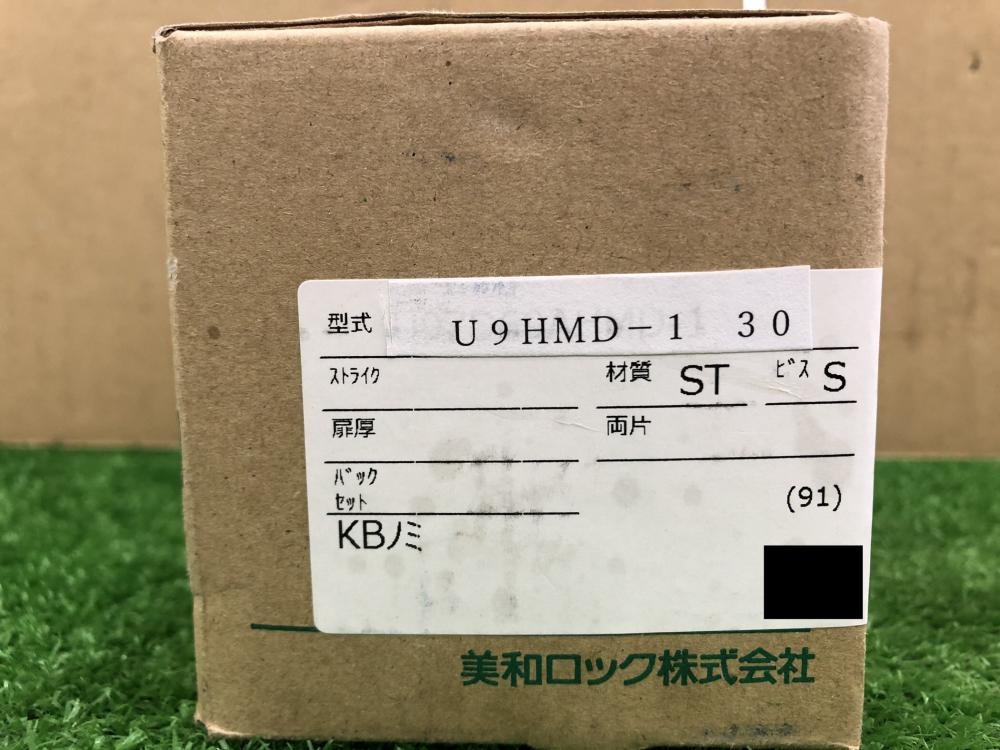 型式 U9HMD-1 30
ｽﾄﾗｲｸ 材質 ST ﾋﾞｽ S
扉厚 両片
ﾊﾞｯｸ
ｾｯﾄ (91)
KBﾉﾐ
美和ロック株式会社